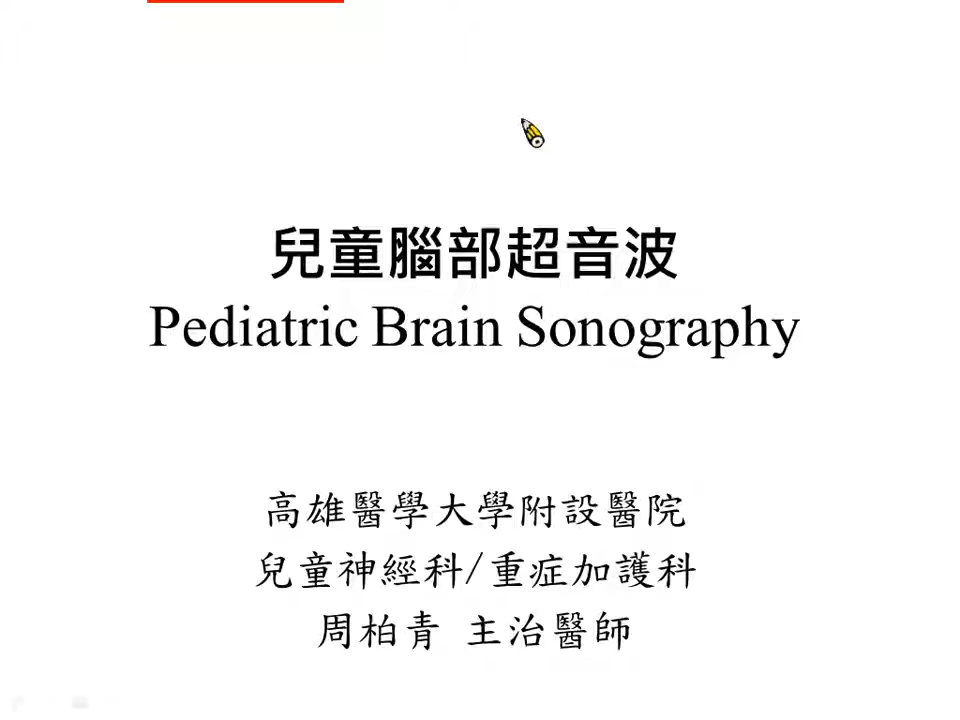 兒童腦部超音波
Pediatric Brain Sonography
高雄醫學大學附設醫院
兒童神經科/重症加護科
周柏青 主治醫師